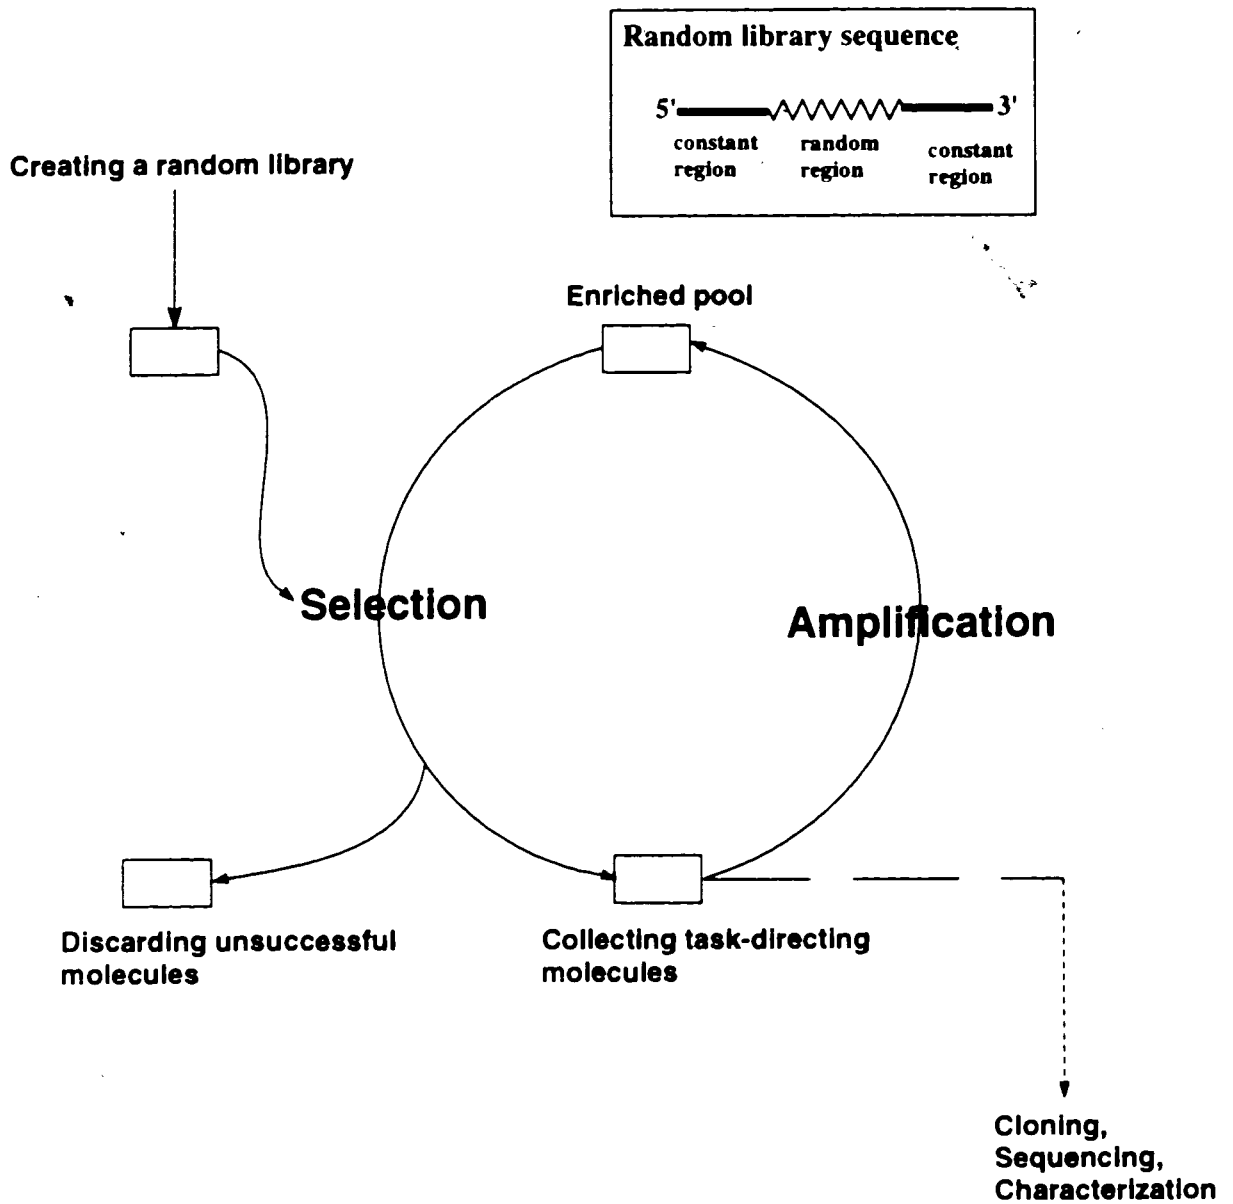 Random library sequence
5' 3'
constant random constant
region region region
Creating a random library
Enriched pool
Selection
Amplification
Discarding unsuccessful
molecules
Collecting task-directing
molecules
Cloning,
Sequencing,
Characterization